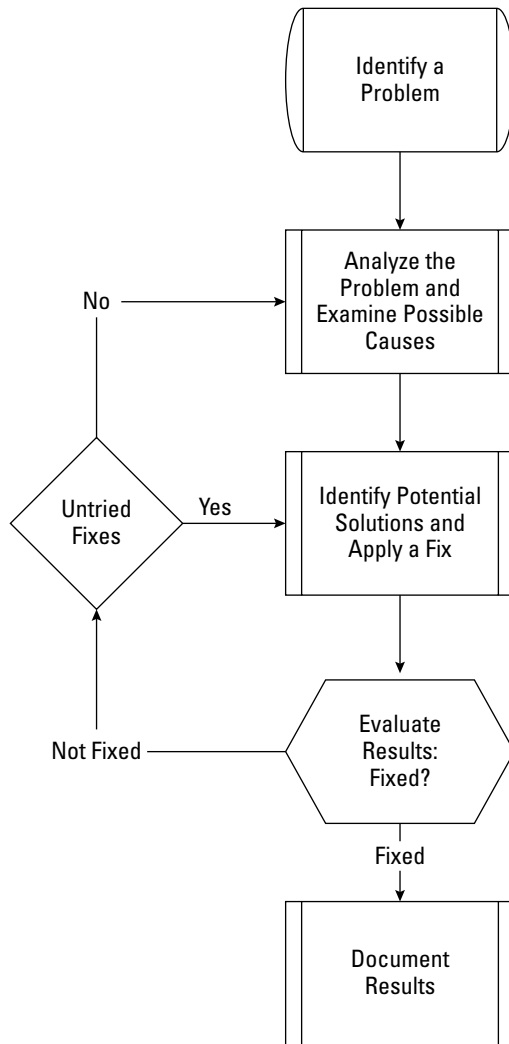 Identify a
Problem
Analyze the
Problem and
Examine Possible
Causes
No
Untried
Fixes
Yes
Identify Potential
Solutions and
Apply a Fix
Not Fixed
Evaluate
Results:
Fixed?
Fixed
Document
Results